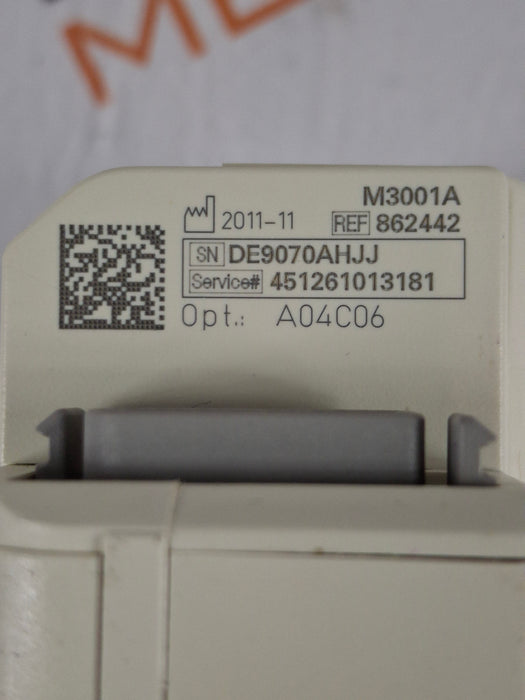 M3001A
2011-11 REF 862442
SN DE9070AHJJ
Service# 451261013181
Opt.: A04C06